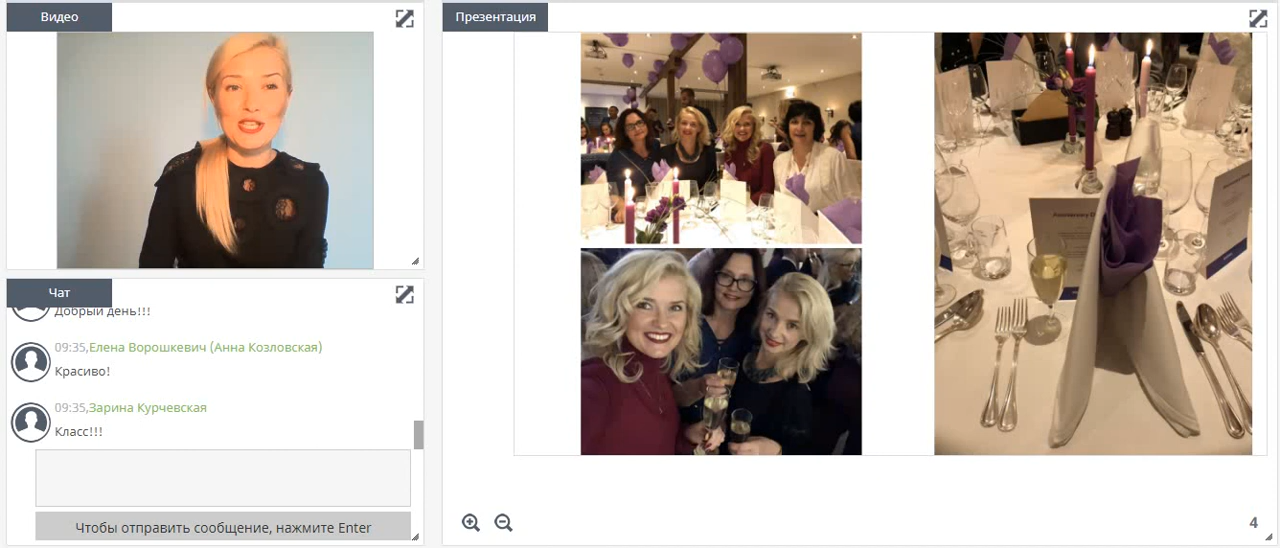 Видео
Презентация
Чат
Добрый день!!!
09:35,Елена Ворошкевич (Анна Козловская)
Красиво!
09:35,Зарина Курчевская
Класс!!!
Чтобы отправить сообщение, нажмите Enter
4